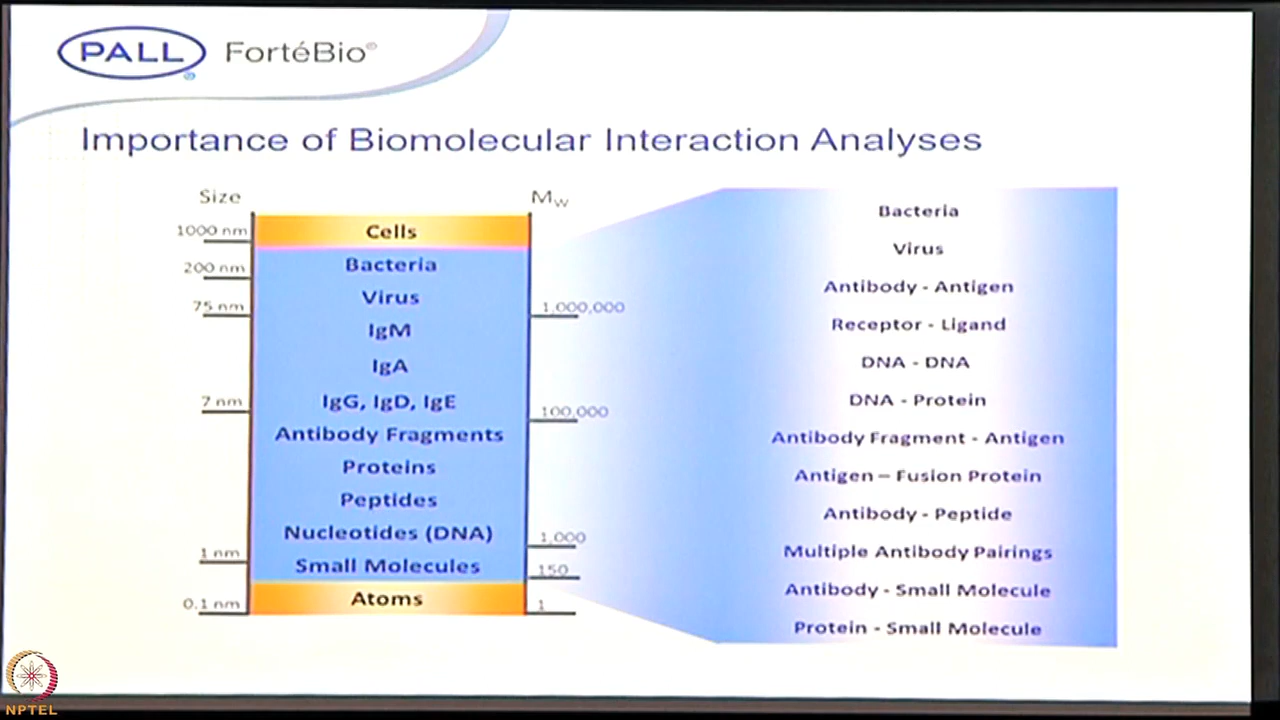 PALL ® FortéBio®
Importance of Biomolecular Interaction Analyses
Size
Mw
1000 nm
200 nm
75 nm
7 nm
1 nm
0.1 nm
Cells
Bacteria
Virus
IgM
IgA
IgG, IgD, IgE
Antibody Fragments
Proteins
Peptides
Nucleotides (DNA)
Small Molecules
Atoms
1,000,000
100,000
1,000
150
1
Bacteria
Virus
Antibody - Antigen
Receptor - Ligand
DNA - DNA
DNA - Protein
Antibody Fragment - Antigen
Antigen – Fusion Protein
Antibody - Peptide
Multiple Antibody Pairings
Antibody - Small Molecule
Protein - Small Molecule
NPTEL